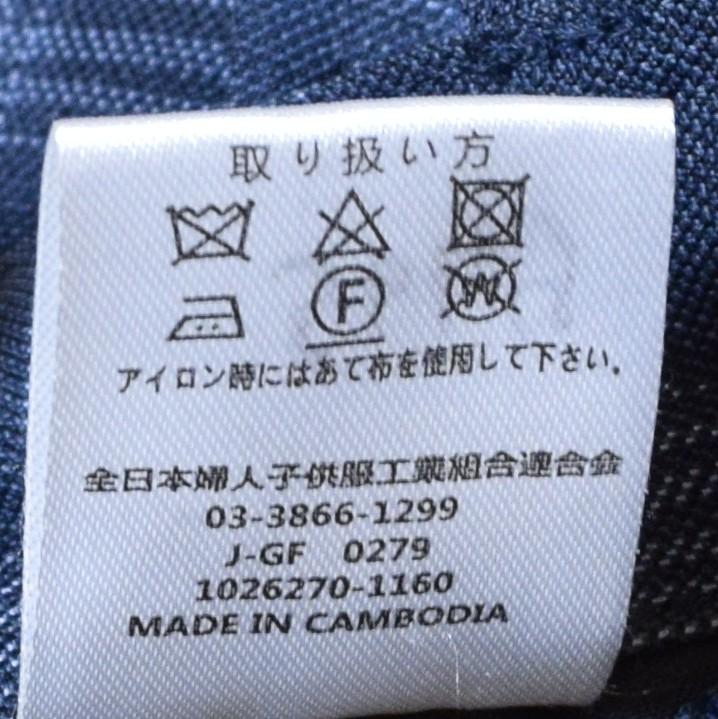 取り扱い方
F W
アイロン時にはあて布を使用して下さい。
全日本婦人子供服工業組合連合会
03-3866-1299
J-GF 0279
1026270-1160
MADE IN CAMBODIA